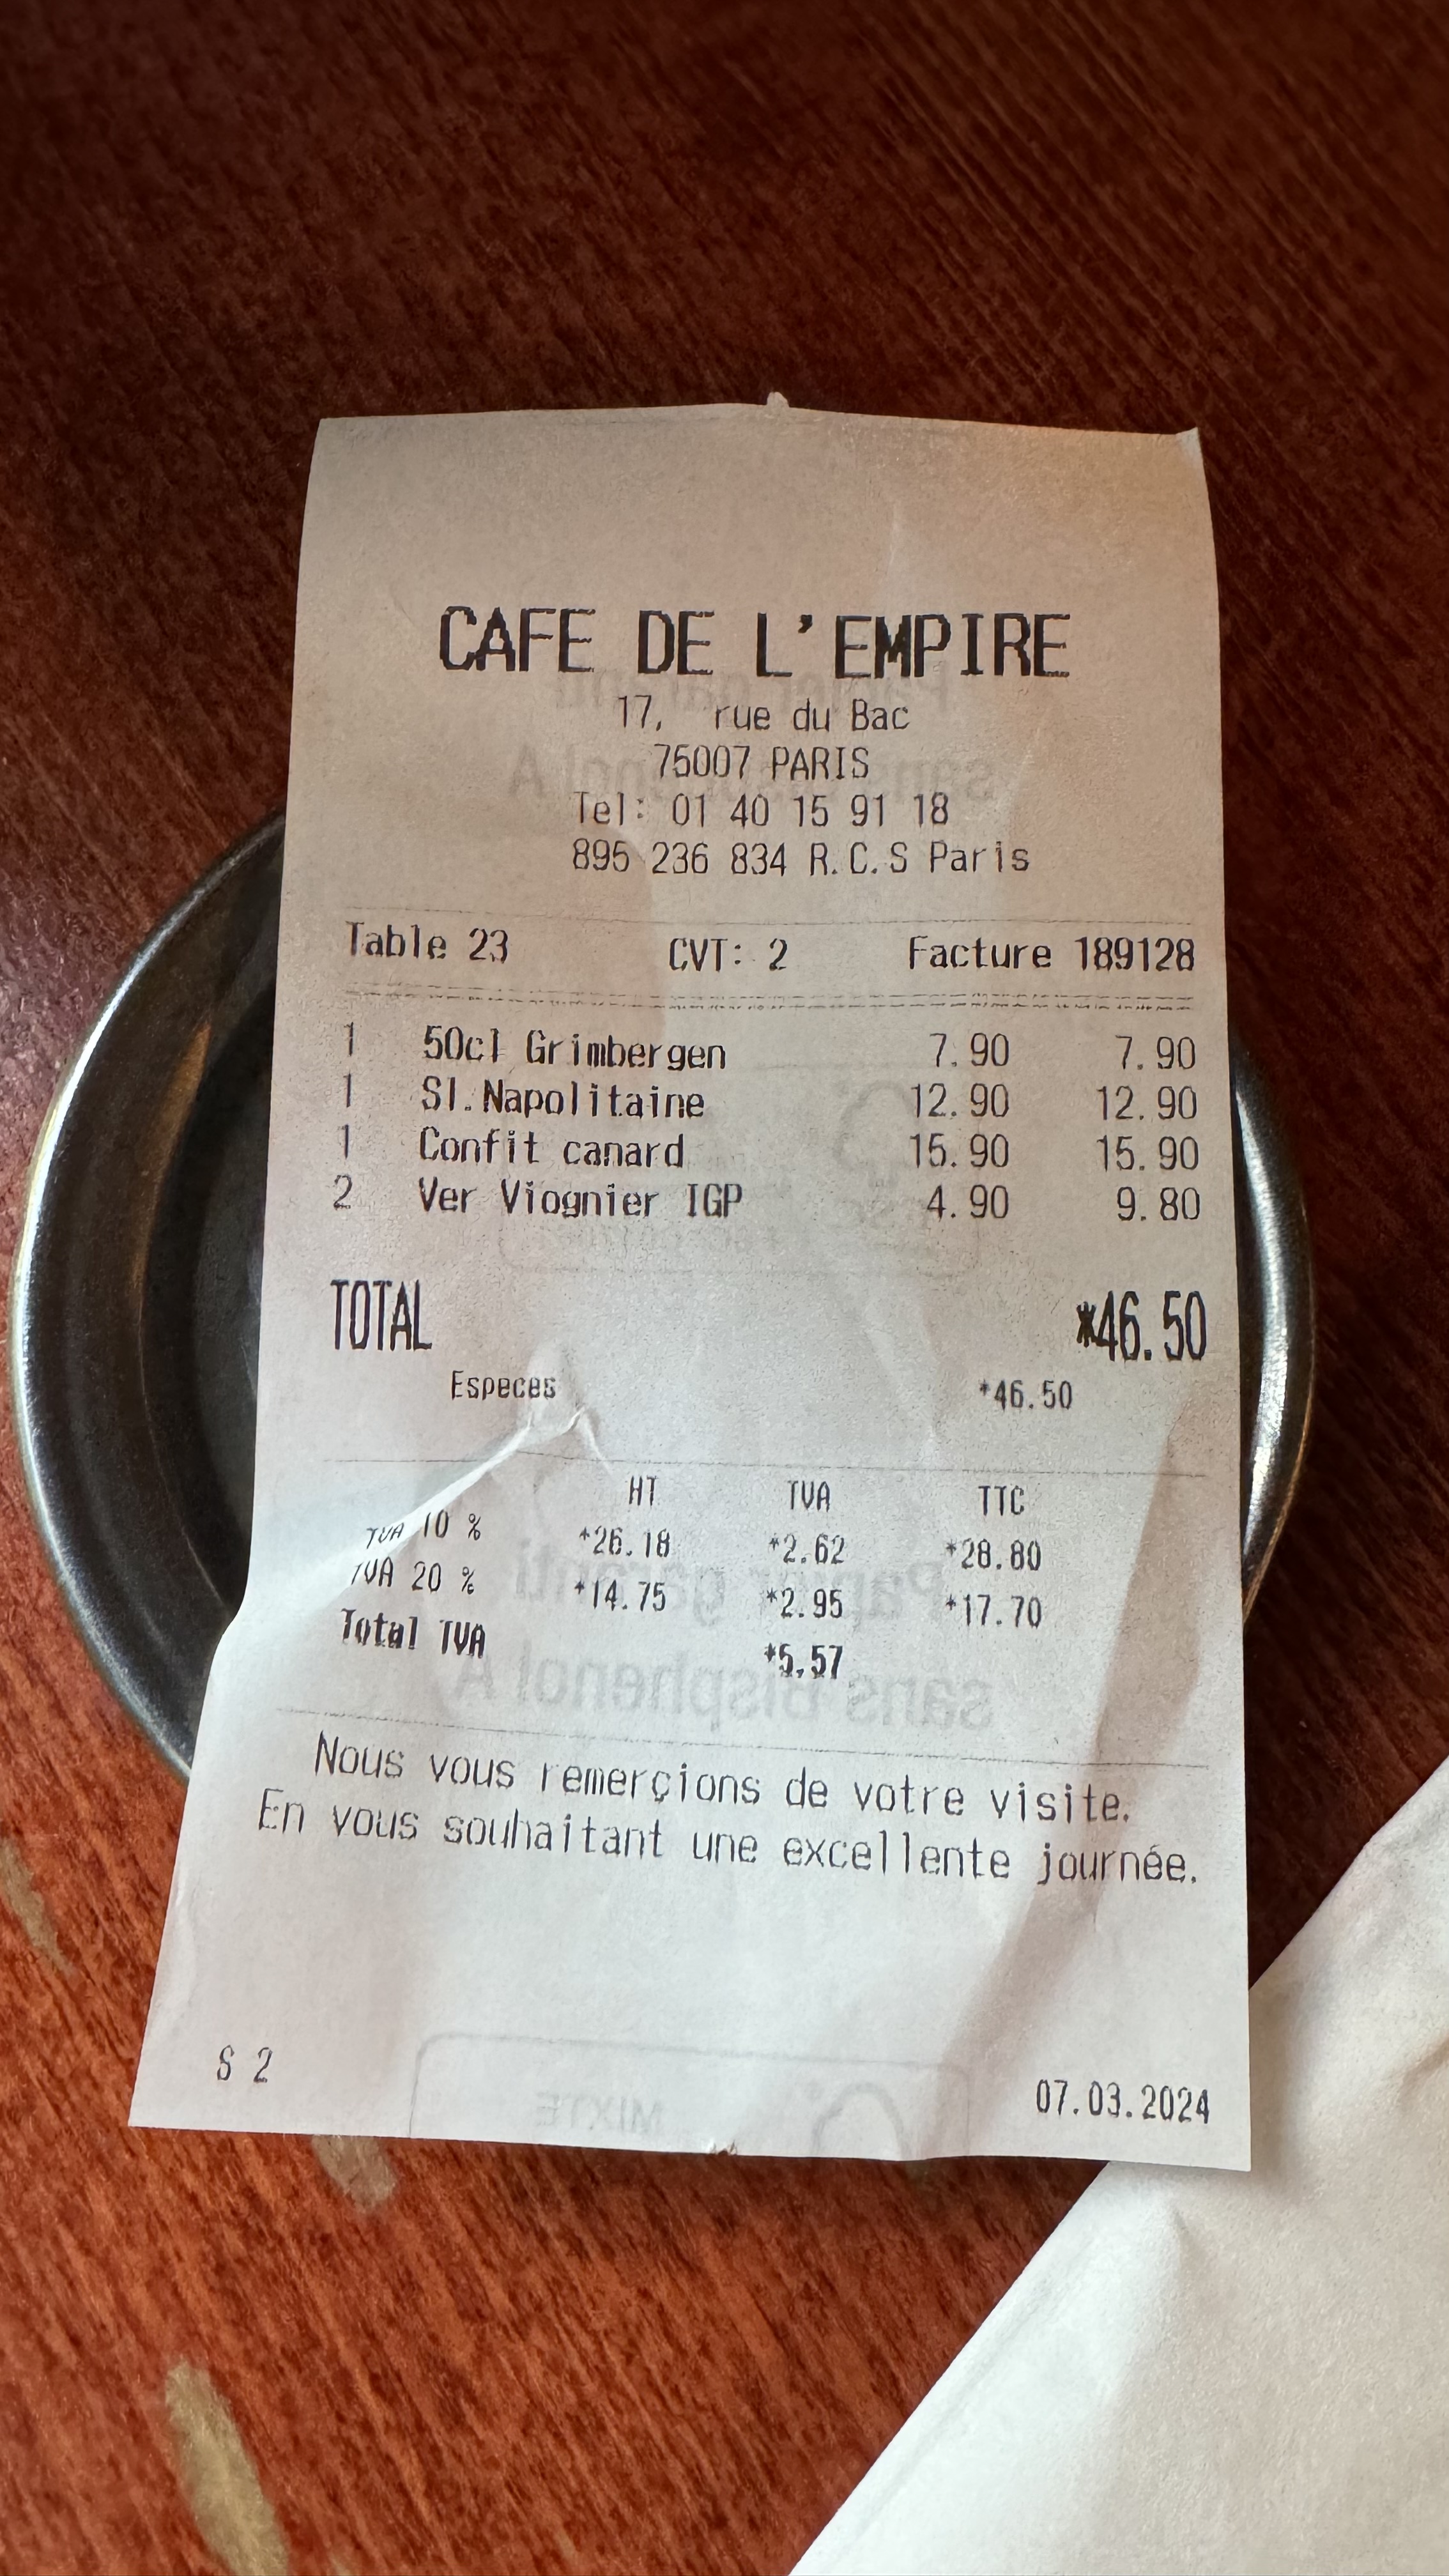 CAFE DE L'EMPIRE
17, rue du Bac
75007 PARIS
Tel: 01 40 15 91 18
895 236 834 R.C.S Paris
Table 23 CVT: 2 Facture 189128
1 50cl Grimbergen 7.90 7.90
1 Sl.Napolitaine 12.90 12.90
1 Confit canard 15.90 15.90
2 Ver Viognier IGP 4.90 9.80
TOTAL *46.50
Especes *46.50
HT TVA TTC
TVA 10 % *26.18 *2.62 *28.80
TVA 20 % *14.75 *2.95 *17.70
Total TVA *5.57
Nous vous remerçions de votre visite.
En vous souhaitant une excellente journée.
S 2 07.03.2024
Papier garanti
sans Bisphenol A
MIXTE